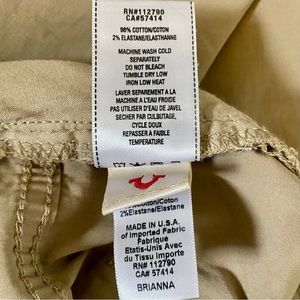 RN#112790
CA#57414
98% COTTON/COTON
2% ELASTANE/ELASTHANNE
MACHINE WASH COLD
SEPARATELY
DO NOT BLEACH
TUMBLE DRY LOW
IRON LOW HEAT
LAVER SEPAREMENT A LA
MACHINE A L'EAU FROIDE
PAS UTILISER D'EAU DE JAVEL
SECHER PAR CULBUTAGE,
CYCLE DOUX
REPASSER A FAIBLE
TEMPERATURE
Cotton/Coton
2%Elastane/Elastane
MADE IN U.S.A.
of imported Fabric
Fabrique
Etats-Unis Avec
du Tissu importe
RN# 112790
CA# 57414
BRIANNA